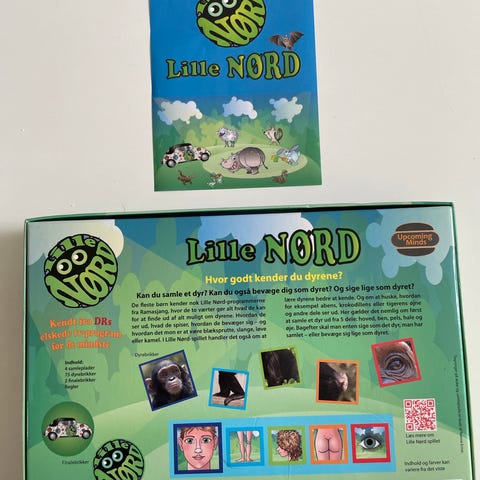 NØRD
Lille NØRD
Lille
NØRD
Lille NØRD
Upcoming
Minds
Hvor godt kender du dyrene?
Kan du samle et dyr? Kan du også bevæge dig som dyret? Og sige lige som dyret?
De fleste børn kender nok Lille Nørd-programmerne
fra Ramasjang, hvor de to værter gør alt hvad de kan
for at finde ud af alt muligt om dyrene. Hvordan de
ser ud, hvad de spiser, hvordan de bevæger sig – og
hvordan det mon er at være blæksprutte, slange, løve
eller kamel. I Lille Nørd-spillet handler det også om at
lære dyrene bedre at kende. Og om at huske, hvordan
for eksempel abens, krokodillens eller tigerens øjne
og andre dele ser ud. Her gælder det nemlig om først
at samle et dyr ud fra 5 dele: hoved, ben, pels, hale og
øje. Bagefter skal man enten sige som det dyr, man har
samlet – eller bevæge sig lige som dyret.
Kendt fra DRs
elskede tv-program
for de mindste.
Indhold:
4 samleplader
75 dyrebrikker
2 finalebrikker
Regler
Dyrebrikker
Finalebrikker
NØRD
Læs mere om
Lille Nørd spillet
Indhold og farver kan
variere fra det viste